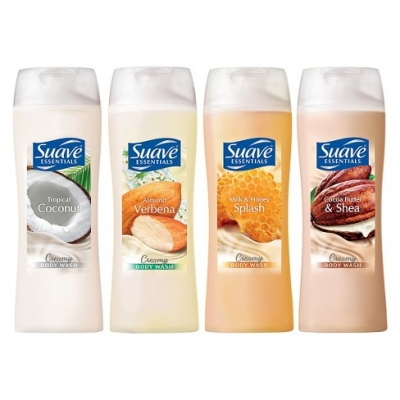 Suave
ESSENTIALS
Tropical
Coconut
Creamy
BODY WASH
Suave
ESSENTIALS
Almond
Verbena
Creamy
BODY WASH
Suave
ESSENTIALS
Milk & Honey
Splash
Creamy
BODY WASH
Suave
ESSENTIALS
Cocoa Butter
& Shea
Creamy
BODY WASH